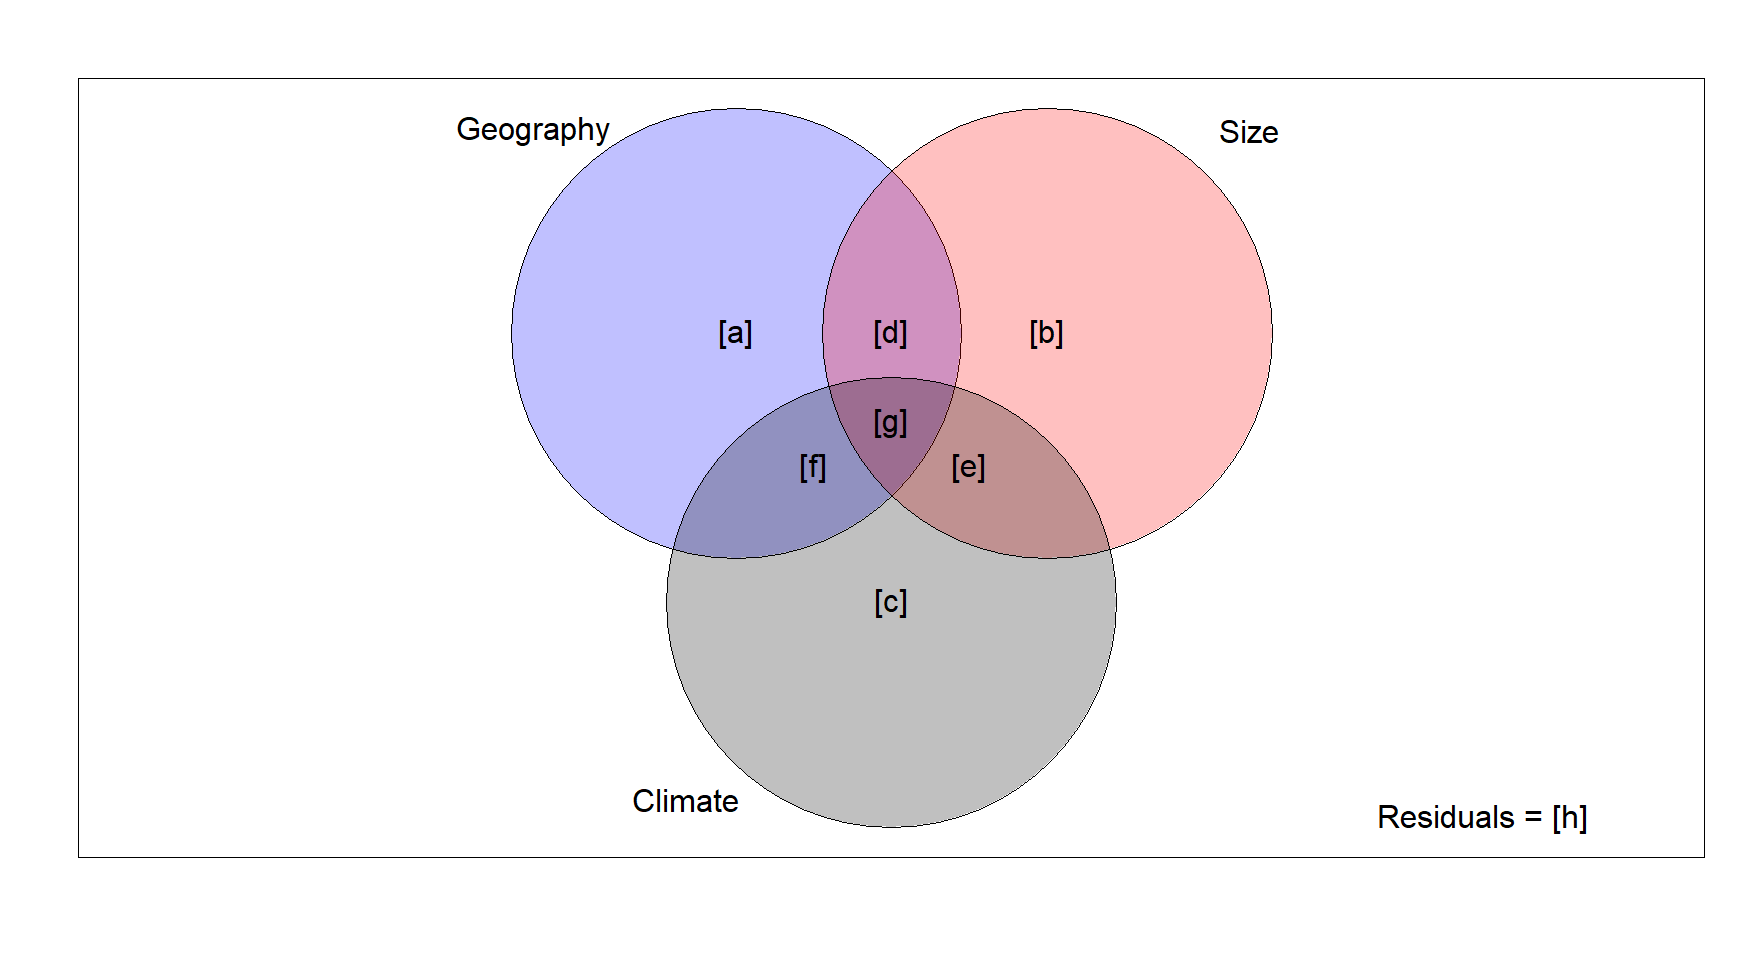 Geography
Size
[a]
[d]
[b]
[g]
[f]
[e]
[c]
Climate
Residuals = [h]